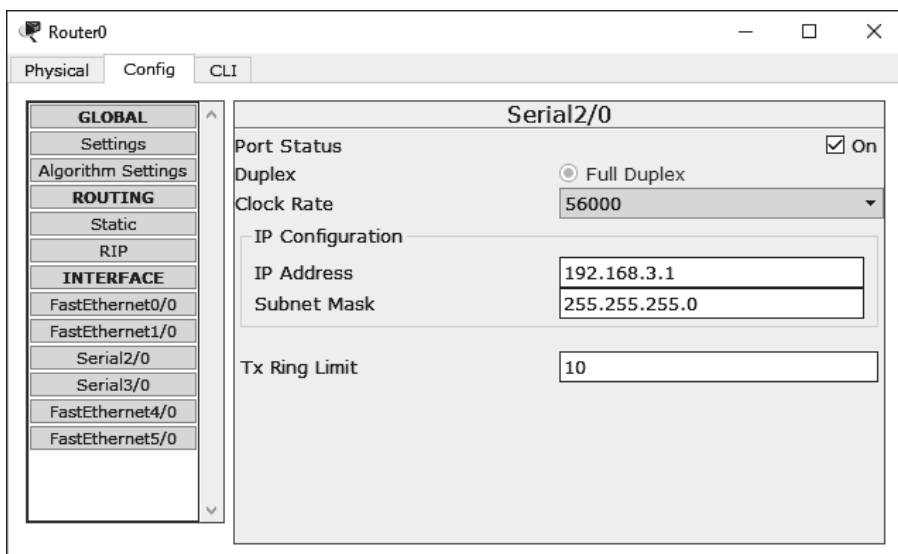 Router0
Physical Config CLI
GLOBAL
Settings
Algorithm Settings
ROUTING
Static
RIP
INTERFACE
FastEthernet0/0
FastEthernet1/0
Serial2/0
Serial3/0
FastEthernet4/0
FastEthernet5/0
Serial2/0
Port Status On
Duplex Full Duplex
Clock Rate 56000
IP Configuration
IP Address 192.168.3.1
Subnet Mask 255.255.255.0
Tx Ring Limit 10